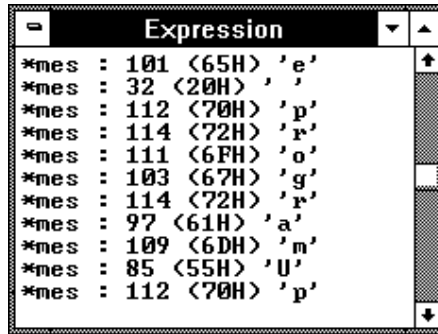 Expression
*mes : 101 (65H) 'e'
*mes : 32 (20H) ' '
*mes : 112 (70H) 'p'
*mes : 114 (72H) 'r'
*mes : 111 (6FH) 'o'
*mes : 103 (67H) 'g'
*mes : 114 (72H) 'r'
*mes : 97 (61H) 'a'
*mes : 109 (6DH) 'm'
*mes : 85 (55H) 'U'
*mes : 112 (70H) 'p'